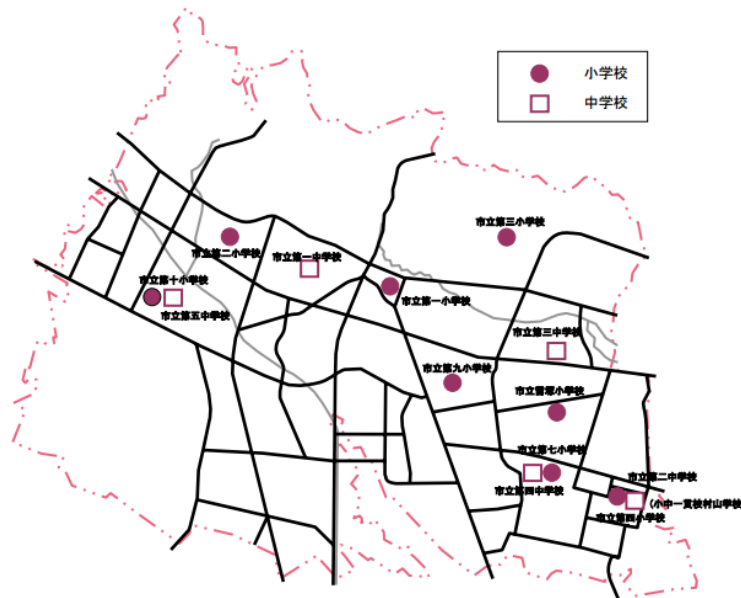 小学校
中学校
市立第三小学校
市立第二小学校
市立第一中学校
市立第十小学校
市立第一小学校
市立第五中学校
市立第三中学校
市立第九小学校
市立雷塚小学校
市立第七小学校
市立第二中学校
市立第四中学校
(小中一貫校村山学校
市立第四小学校